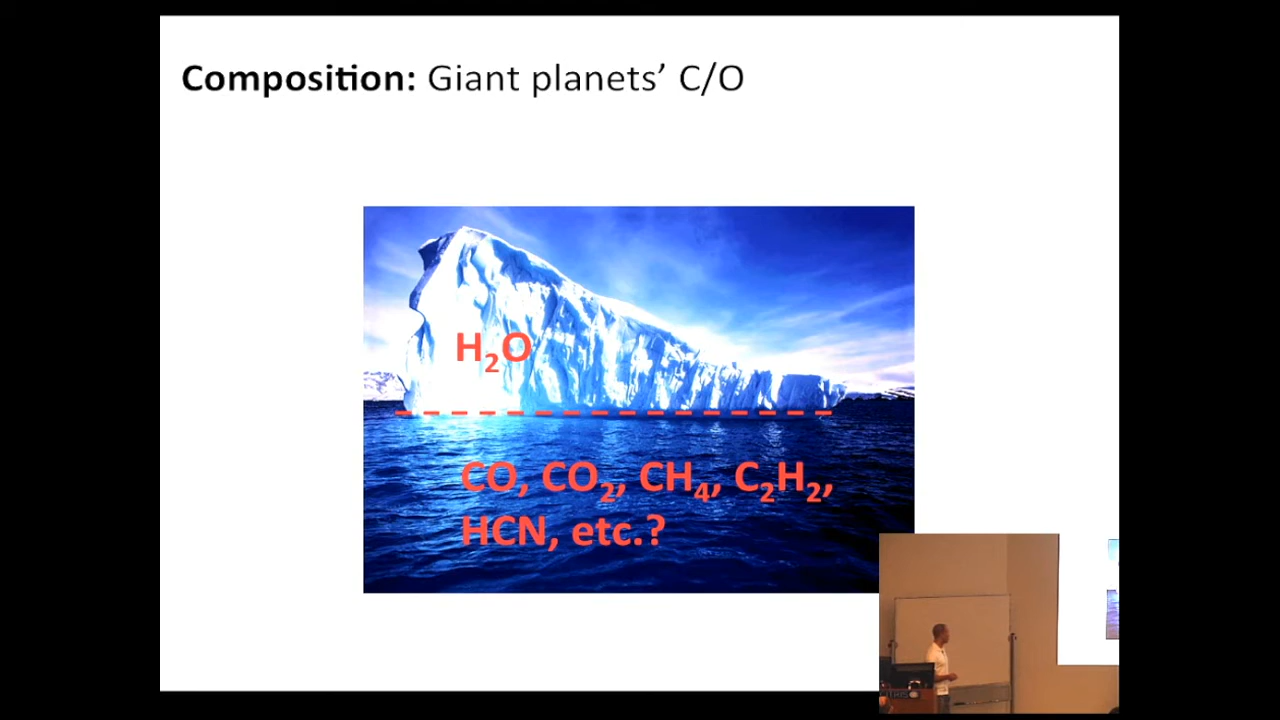 Composition: Giant planets’ C/O
H₂O
CO, CO₂, CH₄, C₂H₂,
HCN, etc.?